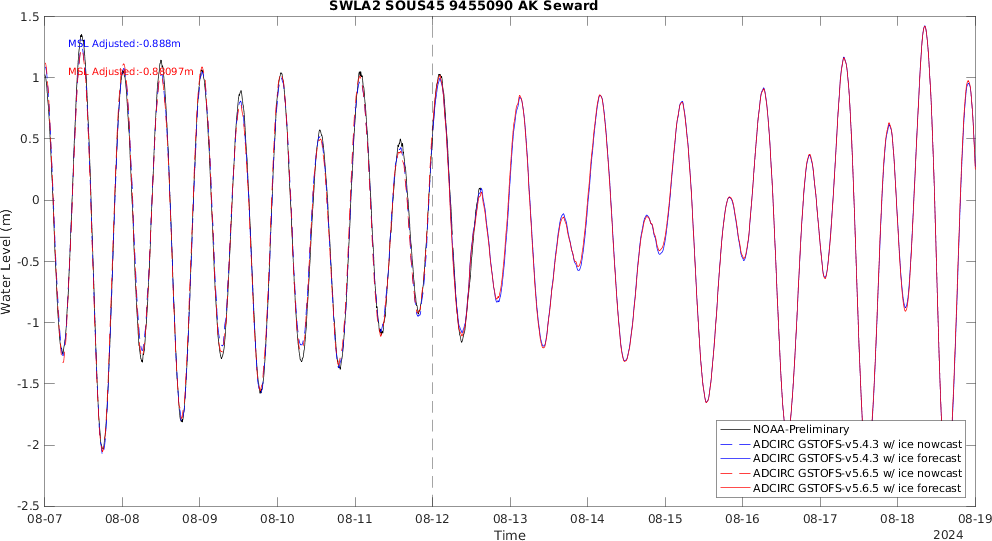 SWLA2 SOUS45 9455090 AK Seward
MSL Adjusted:-0.888m
MSL Adjusted:-0.88097m
1.5
1
0.5
0
-0.5
-1
-1.5
-2
-2.5
Water Level (m)
NOAA-Preliminary
ADCIRC GSTOFS-v5.4.3 w/ ice nowcast
ADCIRC GSTOFS-v5.4.3 w/ ice forecast
ADCIRC GSTOFS-v5.6.5 w/ ice nowcast
ADCIRC GSTOFS-v5.6.5 w/ ice forecast
08-07 08-08 08-09 08-10 08-11 08-12 08-13 08-14 08-15 08-16 08-17 08-18 08-19
Time
2024